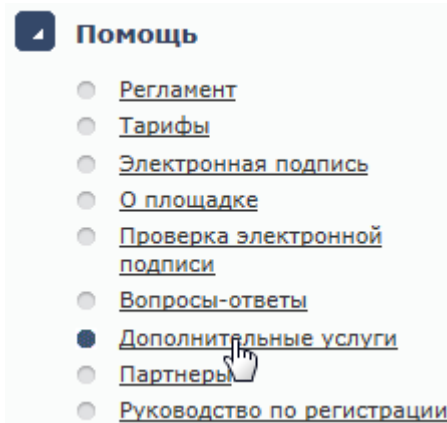 Помощь
Регламент
Тарифы
Электронная подпись
О площадке
Проверка электронной
подписи
Вопросы-ответы
Дополнительные услуги
Партнеры
Руководство по регистрации